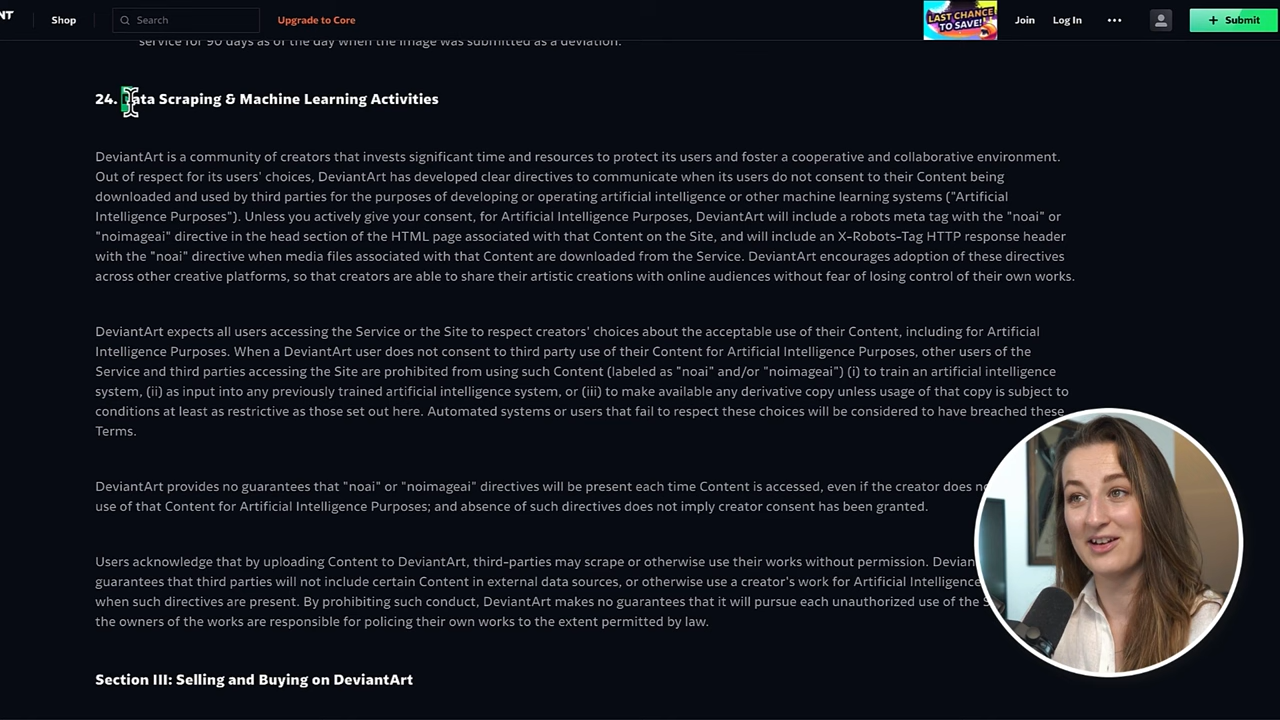 NT Shop Search Upgrade to Core LAST CHANCE TO SAVE! Join Log In ••• + Submit
service for 90 days as of the day when the image was submitted as a deviation.
24. Data Scraping & Machine Learning Activities
DeviantArt is a community of creators that invests significant time and resources to protect its users and foster a cooperative and collaborative environment.
Out of respect for its users' choices, DeviantArt has developed clear directives to communicate when its users do not consent to their Content being
downloaded and used by third parties for the purposes of developing or operating artificial intelligence or other machine learning systems ("Artificial
Intelligence Purposes"). Unless you actively give your consent, for Artificial Intelligence Purposes, DeviantArt will include a robots meta tag with the "noai" or
"noimageai" directive in the head section of the HTML page associated with that Content on the Site, and will include an X-Robots-Tag HTTP response header
with the "noai" directive when media files associated with that Content are downloaded from the Service. DeviantArt encourages adoption of these directives
across other creative platforms, so that creators are able to share their artistic creations with online audiences without fear of losing control of their own works.
DeviantArt expects all users accessing the Service or the Site to respect creators' choices about the acceptable use of their Content, including for Artificial
Intelligence Purposes. When a DeviantArt user does not consent to third party use of their Content for Artificial Intelligence Purposes, other users of the
Service and third parties accessing the Site are prohibited from using such Content (labeled as "noai" and/or "noimageai") (i) to train an artificial intelligence
system, (ii) as input into any previously trained artificial intelligence system, or (iii) to make available any derivative copy unless usage of that copy is subject to
conditions at least as restrictive as those set out here. Automated systems or users that fail to respect these choices will be considered to have breached these
Terms.
DeviantArt provides no guarantees that "noai" or "noimageai" directives will be present each time Content is accessed, even if the creator does
use of that Content for Artificial Intelligence Purposes; and absence of such directives does not imply creator consent has been granted.
Users acknowledge that by uploading Content to DeviantArt, third-parties may scrape or otherwise use their works without permission.
guarantees that third parties will not include certain Content in external data sources, or otherwise use a creator's work for Artificial Intelligence
when such directives are present. By prohibiting such conduct, DeviantArt makes no guarantees that it will pursue each unauthorized use of the
the owners of the works are responsible for policing their own works to the extent permitted by law.
Section III: Selling and Buying on DeviantArt